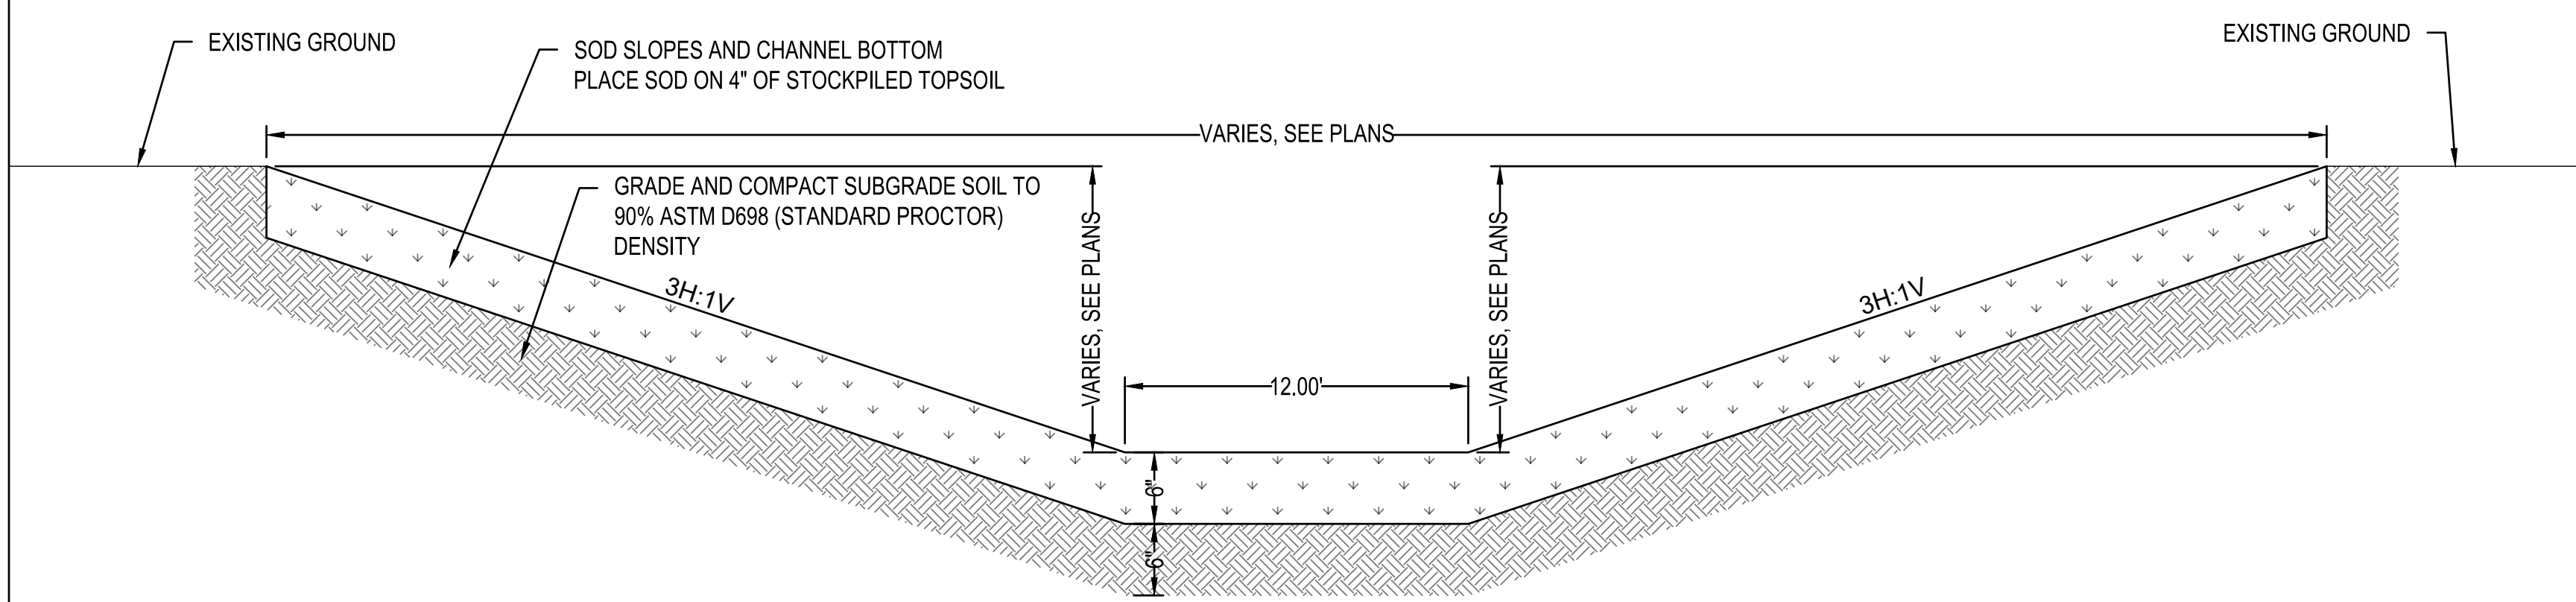 EXISTING GROUND
SOD SLOPES AND CHANNEL BOTTOM
PLACE SOD ON 4" OF STOCKPILED TOPSOIL
EXISTING GROUND
VARIES, SEE PLANS
GRADE AND COMPACT SUBGRADE SOIL TO
90% ASTM D698 (STANDARD PROCTOR)
DENSITY
VARIES, SEE PLANS
VARIES, SEE PLANS
3H:1V
3H:1V
12.00'
6"
6"